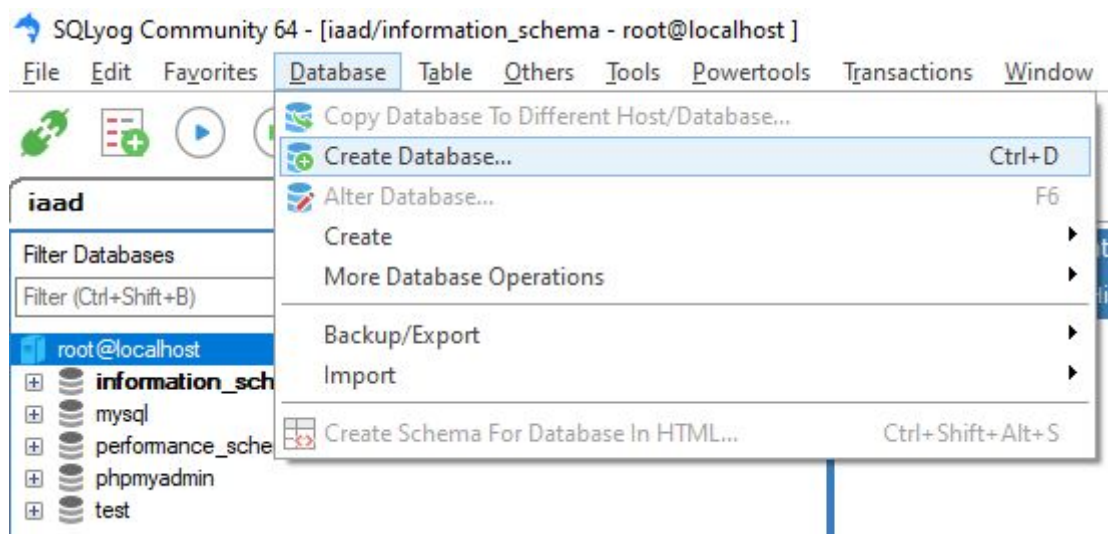 SQLyog Community 64 - [iaad/information_schema - root@localhost ]
File Edit Favorites Database Table Others Tools Powertools Transactions Window
Copy Database To Different Host/Database...
Create Database... Ctrl+D
Alter Database... F6
Create
More Database Operations
Backup/Export
Import
Create Schema For Database In HTML... Ctrl+Shift+Alt+S
iaad
Filter Databases
Filter (Ctrl+Shift+B)
root@localhost
information_sch
mysql
performance_sche
phpmyadmin
test